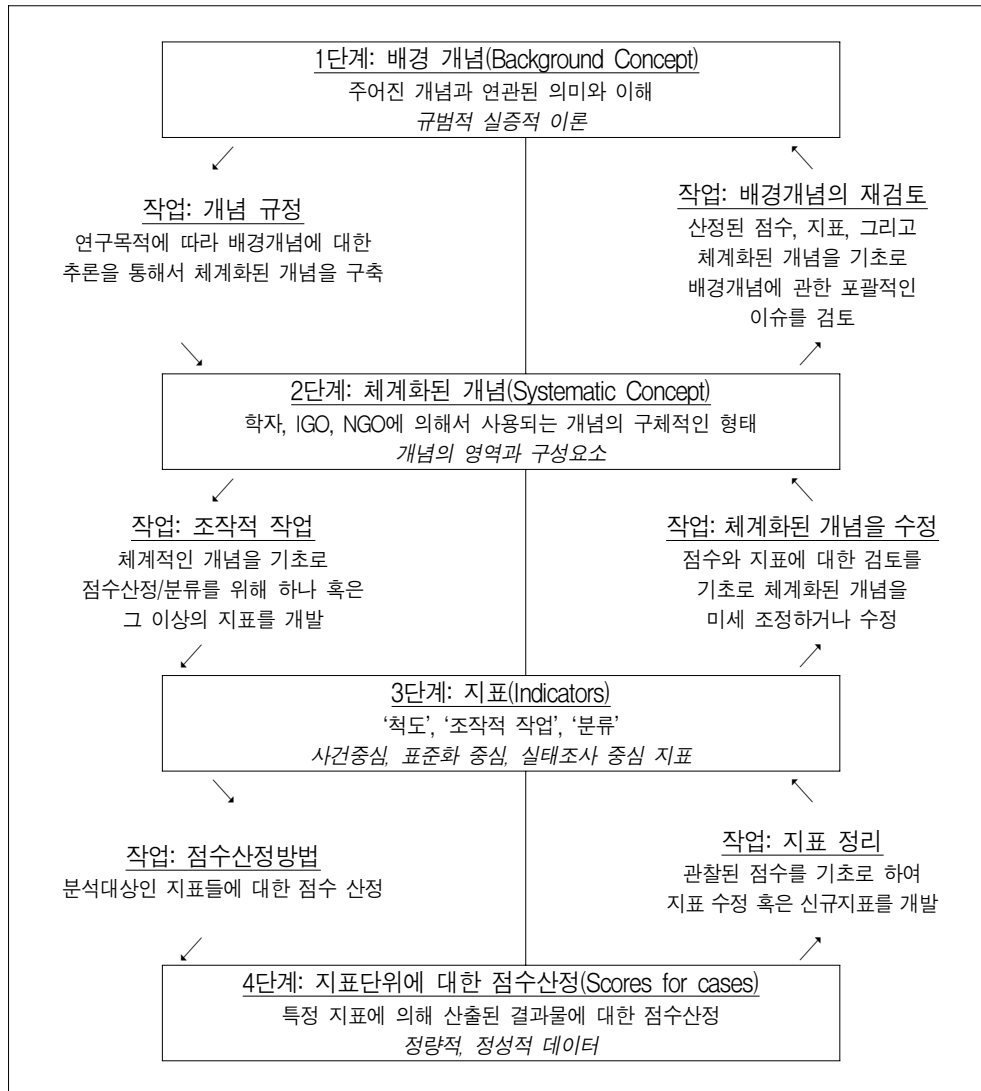 1단계: 배경 개념(Background Concept)
주어진 개념과 연관된 의미와 이해
규범적 실증적 이론
작업: 개념 규정
연구목적에 따라 배경개념에 대한
추론을 통해서 체계화된 개념을 구축
작업: 배경개념의 재검토
산정된 점수, 지표, 그리고
체계화된 개념을 기초로
배경개념에 관한 포괄적인
이슈를 검토
2단계: 체계화된 개념(Systematic Concept)
학자, IGO, NGO에 의해서 사용되는 개념의 구체적인 형태
개념의 영역과 구성요소
작업: 조작적 작업
체계적인 개념을 기초로
점수산정/분류를 위해 하나 혹은
그 이상의 지표를 개발
작업: 체계화된 개념을 수정
점수와 지표에 대한 검토를
기초로 체계화된 개념을
미세 조정하거나 수정
3단계: 지표(Indicators)
‘척도’, ‘조작적 작업’, ‘분류’
사건중심, 표준화 중심, 실태조사 중심 지표
작업: 점수산정방법
분석대상인 지표들에 대한 점수 산정
작업: 지표 정리
관찰된 점수를 기초로 하여
지표 수정 혹은 신규지표를 개발
4단계: 지표단위에 대한 점수산정(Scores for cases)
특정 지표에 의해 산출된 결과물에 대한 점수산정
정량적, 정성적 데이터